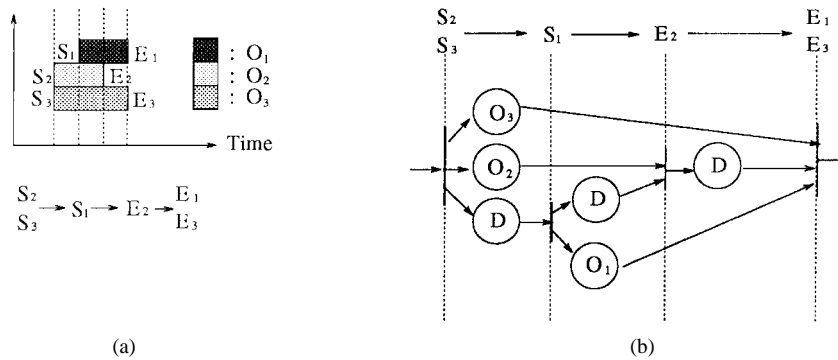 S1 E1 : O1
S2 E2 : O2
S3 E3 : O3
Time
S2 E1
S1 E2
S3 E3
(a)
S2 E1
S1 E2
S3 E3
O3
O2 D
D
D
O1
(b)